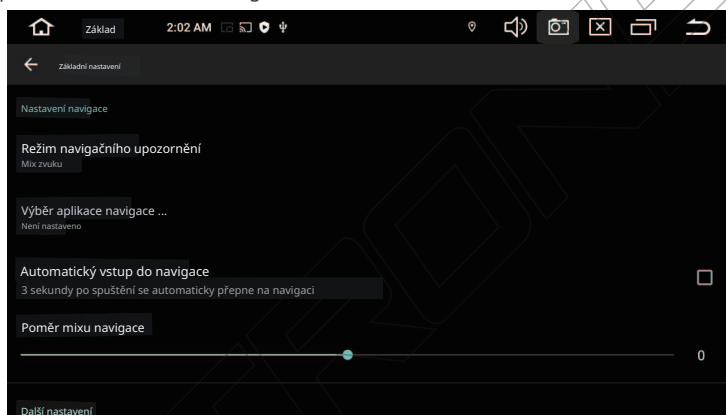 Základ 2:02 AM
Základní nastavení
Nastavení navigace
Režim navigačního upozornění
Mix zvuku
Výběr aplikace navigace ...
Není nastaveno
Automatický vstup do navigace
3 sekundy po spuštění se automaticky přepne na navigaci
Poměr mixu navigace
0
Další nastavení